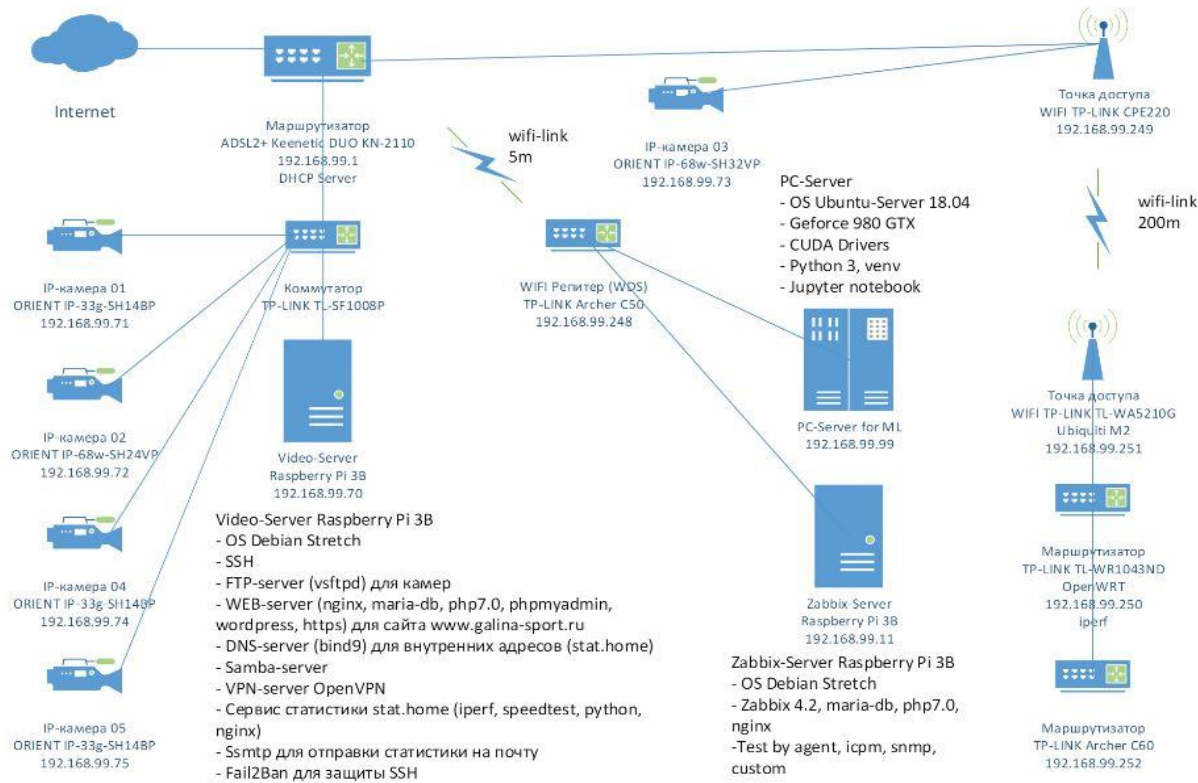 Internet
Маршрутизатор
ADSL2+ Keenetic DUO KN-2110
192.168.99.1
DHCP Server
wifi-link
5m
IP-камера 03
ORIENT IP-68w-SH32VP
192.168.99.73
Точка доступа
WIFI TP-LINK CPE220
192.168.99.249
wifi-link
200m
PC-Server
- OS Ubuntu-Server 18.04
- Geforce 980 GTX
- CUDA Drivers
- Python 3, venv
- Jupyter notebook
IP-камера 01
ORIENT IP-33g-SH14BP
192.168.99.71
Коммутатор
TP-LINK TL-SF1008P
WIFI Репитер (WDS)
TP-LINK Archer C50
192.168.99.248
PC-Server for ML
192.168.99.99
Точка доступа
WIFI TP-LINK TL-WA5210G
Ubiquiti M2
192.168.99.251
IP-камера 02
ORIENT IP-68w-SH24VP
192.168.99.72
Video-Server
Raspberry Pi 3B
192.168.99.70
Video-Server Raspberry Pi 3B
- OS Debian Stretch
- SSH
- FTP-server (vsftpd) для камер
- WEB-server (nginx, maria-db, php7.0, phpmyadmin,
wordpress, https) для сайта www.galina-sport.ru
- DNS-server (bind9) для внутренних адресов (stat.home)
- Samba-server
- VPN-server OpenVPN
- Сервис статистики stat.home (iperf, speedtest, python,
nginx)
- Ssmtp для отправки статистики на почту
- Fail2Ban для защиты SSH
IP-камера 04
ORIENT IP-33g-SH14BP
192.168.99.74
IP-камера 05
ORIENT IP-33g-SH14BP
192.168.99.75
Zabbix-Server
Raspberry Pi 3B
192.168.99.11
Zabbix-Server Raspberry Pi 3B
- OS Debian Stretch
- Zabbix 4.2, maria-db, php7.0,
nginx
-Test by agent, icpm, snmp,
custom
Маршрутизатор
TP-LINK TL-WR1043ND
OpenWRT
192.168.99.250
iperf
Маршрутизатор
TP-LINK Archer C60
192.168.99.252